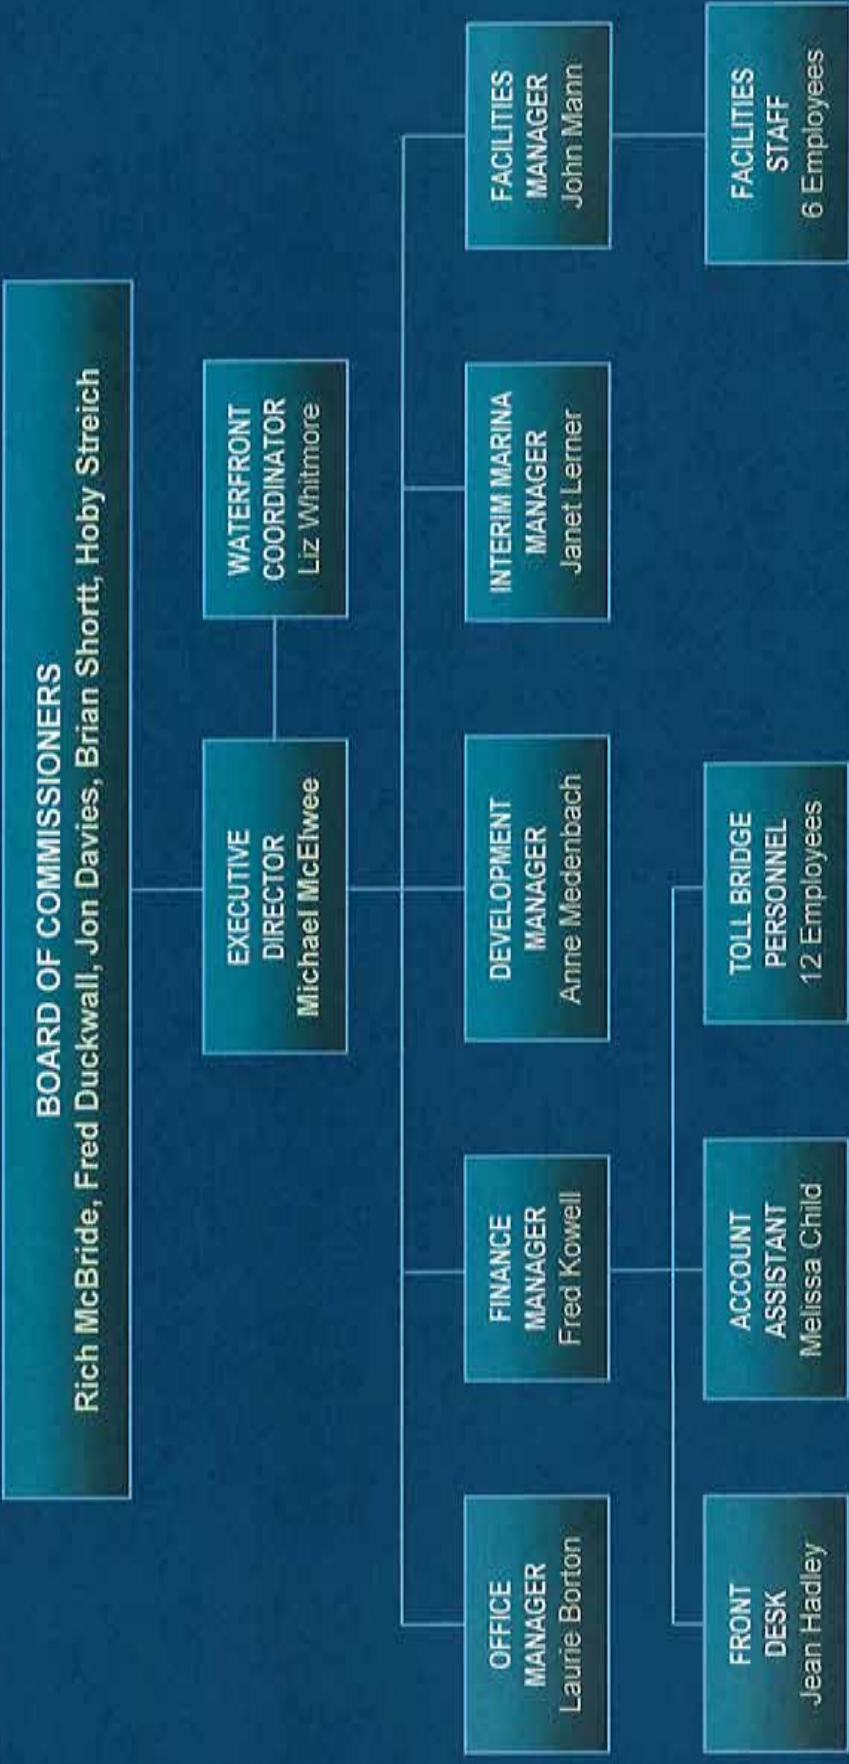 BOARD OF COMMISSIONERS
Rich McBride, Fred Duckwall, Jon Davies, Brian Shortt, Hoby Streich
EXECUTIVE
DIRECTOR
Michael McElwee
WATERFRONT
COORDINATOR
Liz Whitmore
OFFICE
MANAGER
Laurie Borton
FINANCE
MANAGER
Fred Kowell
DEVELOPMENT
MANAGER
Anne Medenbach
INTERIM MARINA
MANAGER
Janet Lerner
FACILITIES
MANAGER
John Mann
FRONT
DESK
Jean Hadley
ACCOUNT
ASSISTANT
Melissa Child
TOLL BRIDGE
PERSONNEL
12 Employees
FACILITIES
STAFF
6 Employees